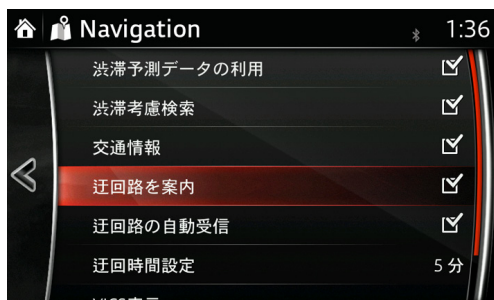 Navigation 1:36
渋滞予測データの利用
渋滞考慮検索
交通情報
迂回路を案内
迂回路の自動受信
迂回時間設定 5 分